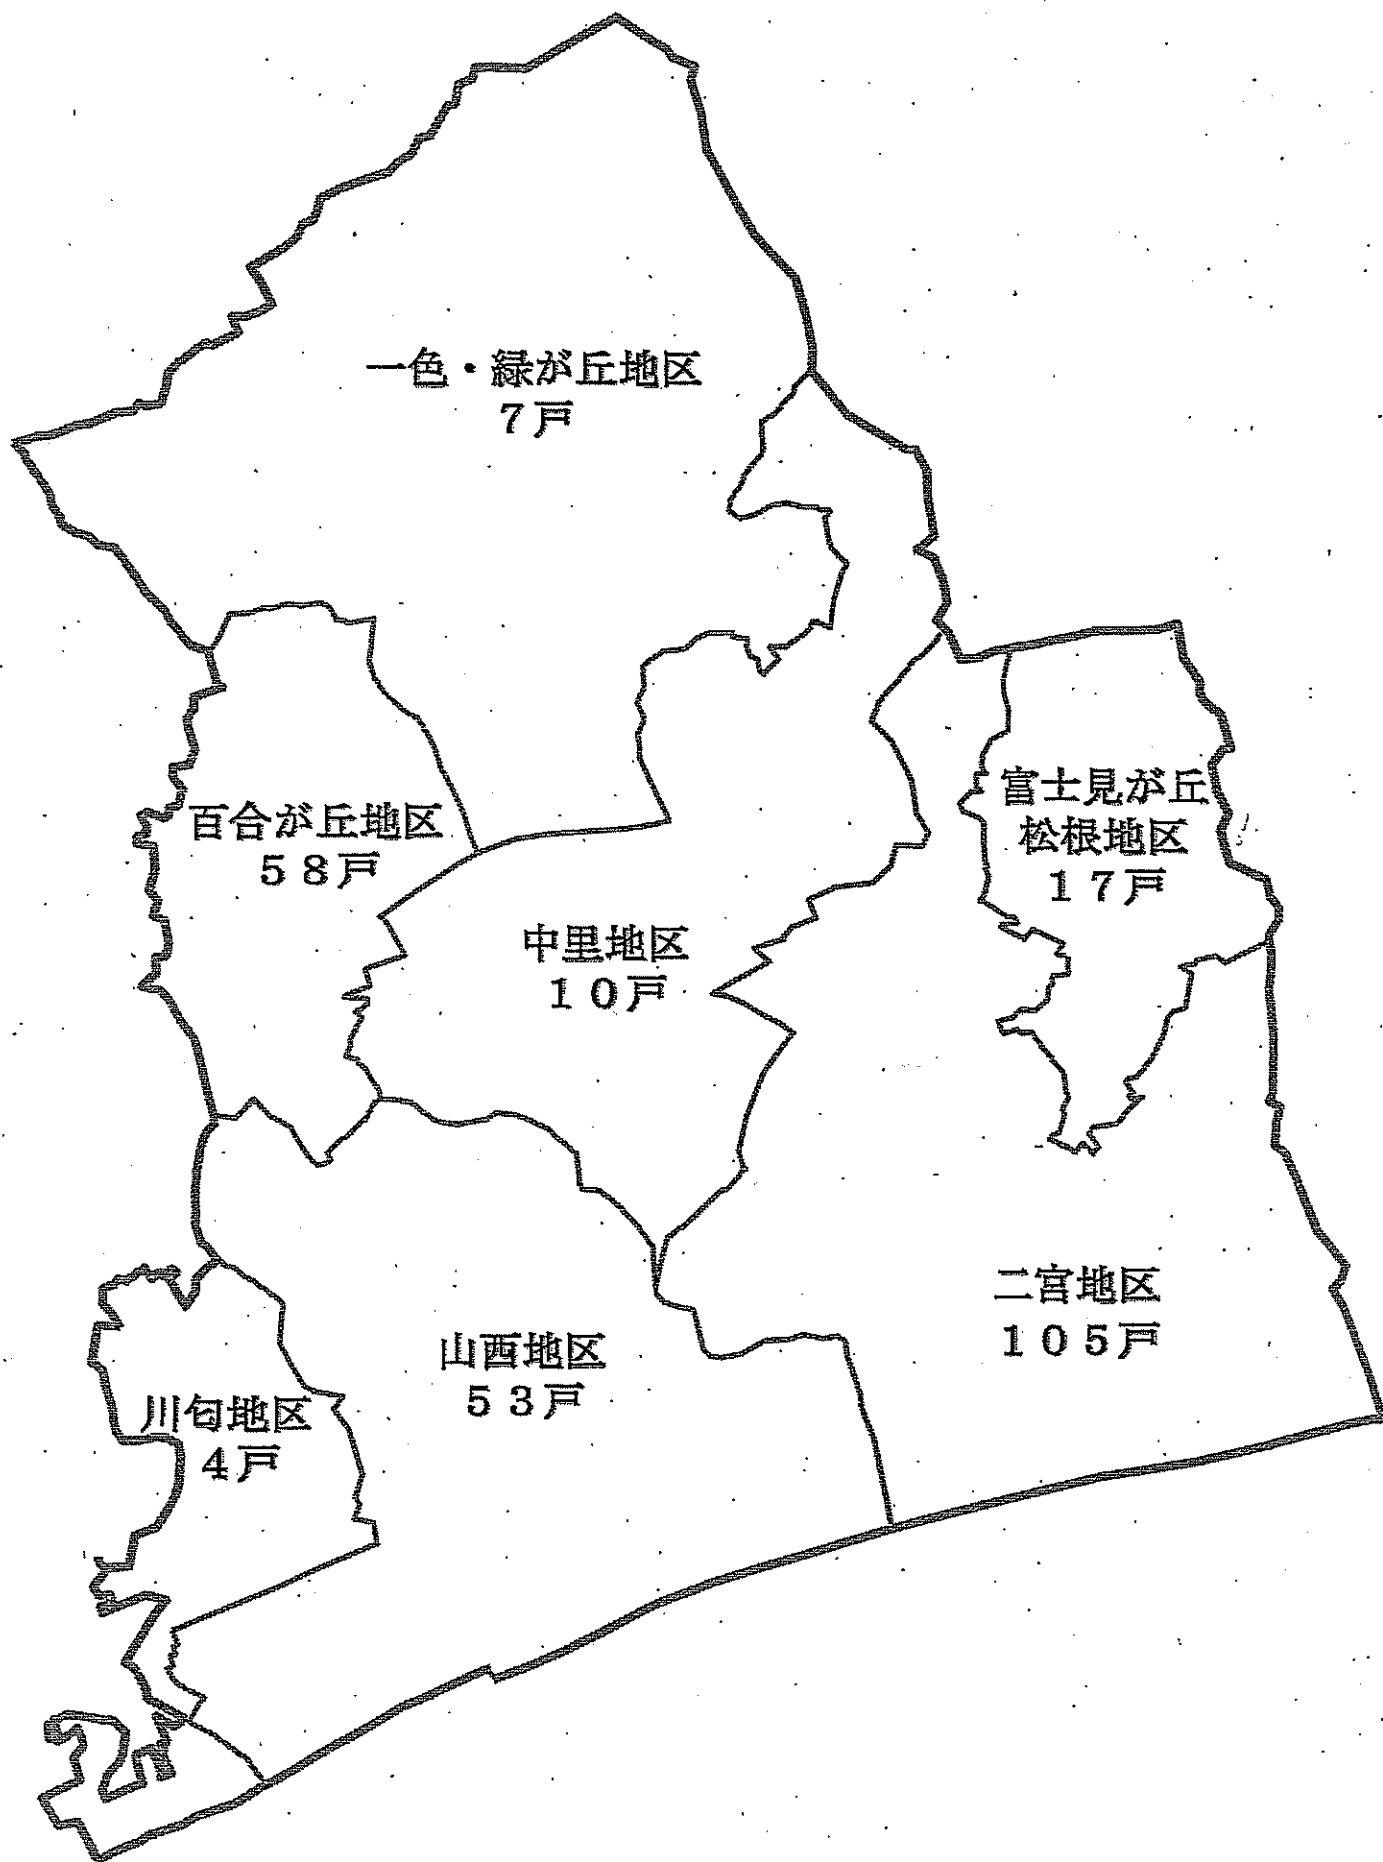 一色・緑が丘地区
７戸
富士見が丘
松根地区
１７戸
百合が丘地区
５８戸
中里地区
１０戸
二宮地区
１０５戸
山西地区
５３戸
川匂地区
４戸